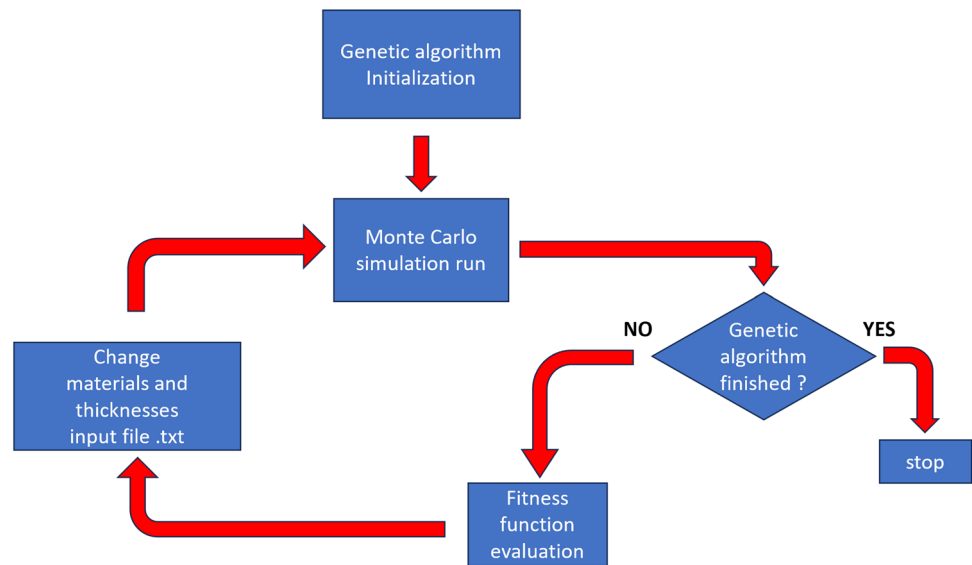 Genetic algorithm
Initialization
Monte Carlo
simulation run
NO
YES
Genetic
algorithm
finished ?
Change
materials and
thicknesses
input file .txt
stop
Fitness
function
evaluation